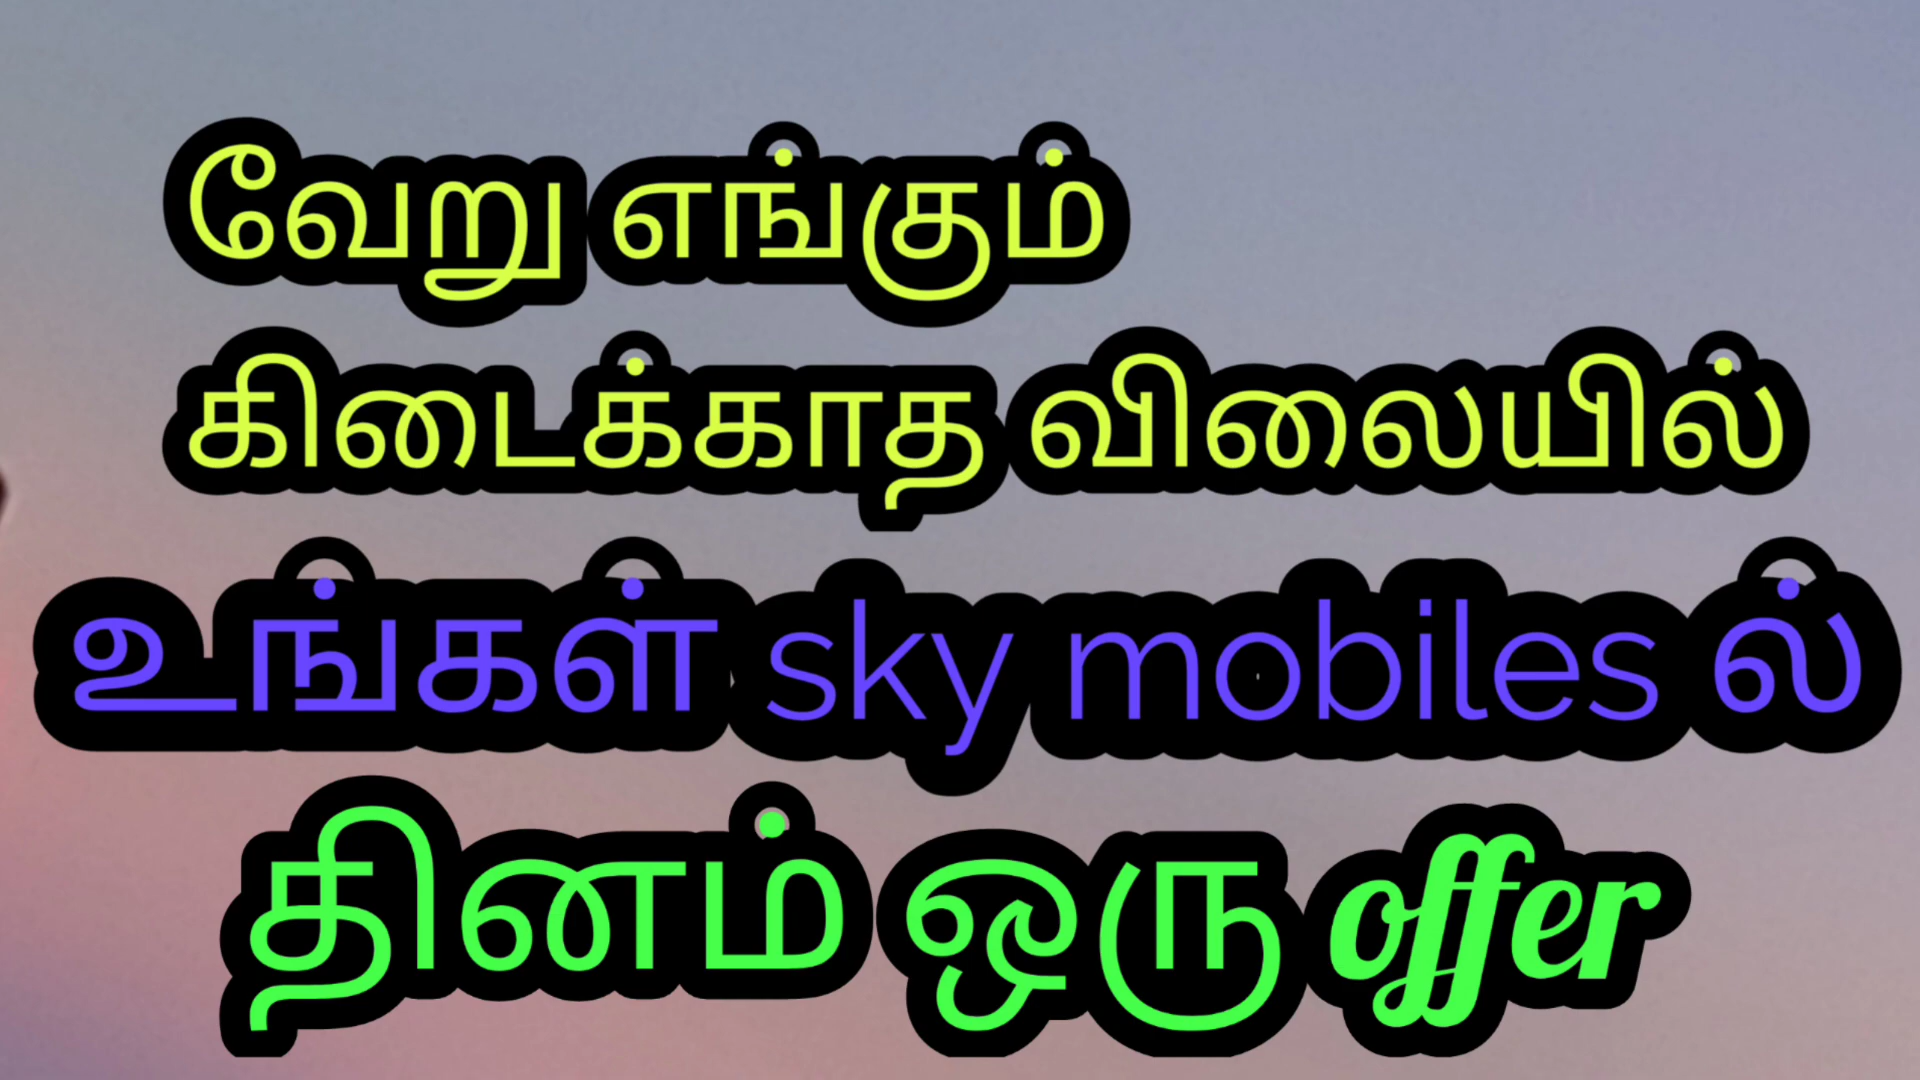 வேறு எங்கும்
கிடைக்காத விலையில்
உங்கள் sky mobiles ல்
தினம் ஒரு offer